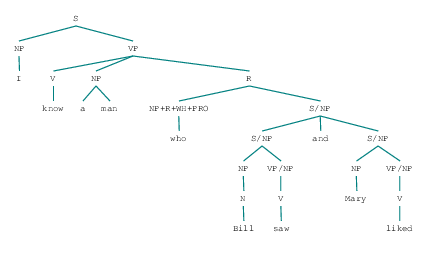 S
NP VP
I V NP R
know a man NP+R+WH+PRO S/NP
who S/NP and S/NP
NP VP/NP NP VP/NP
N V Mary V
Bill saw liked